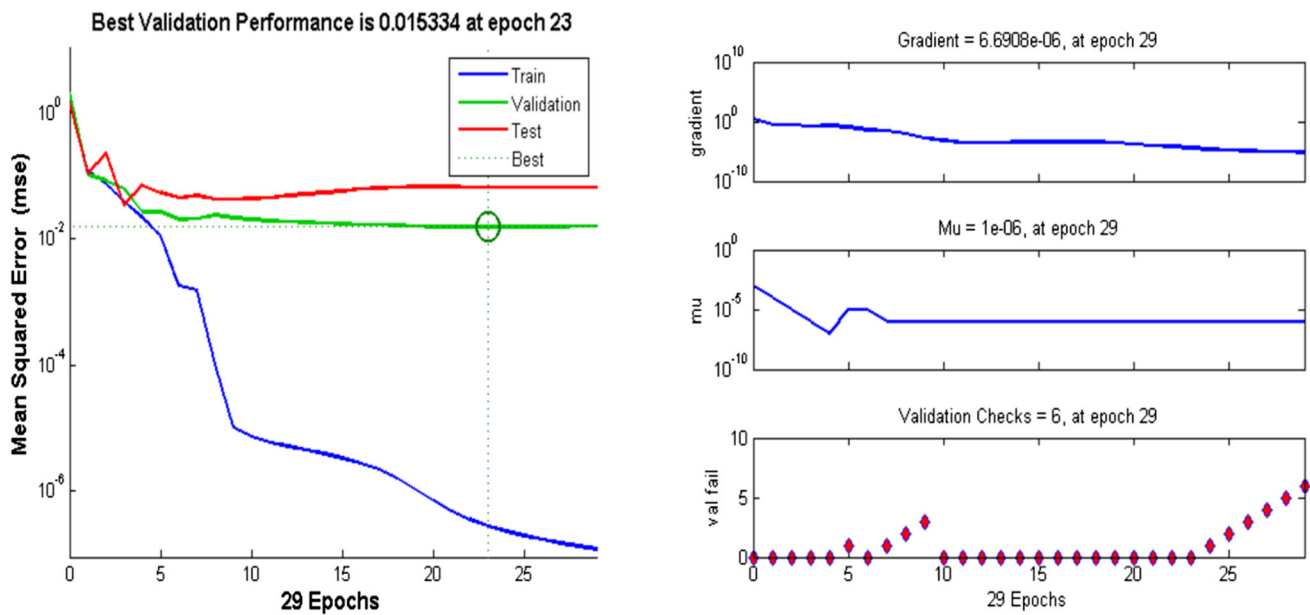 Best Validation Performance is 0.015334 at epoch 23
Mean Squared Error (mse)
10^0
10^-2
10^-4
10^-6
Train
Validation
Test
Best
0 5 10 15 20 25
29 Epochs
Gradient = 6.6908e-06, at epoch 29
gradient
10^10
10^0
10^-10
Mu = 1e-06, at epoch 29
mu
10^0
10^-5
10^-10
Validation Checks = 6, at epoch 29
val fail
10
5
0
0 5 10 15 20 25
29 Epochs